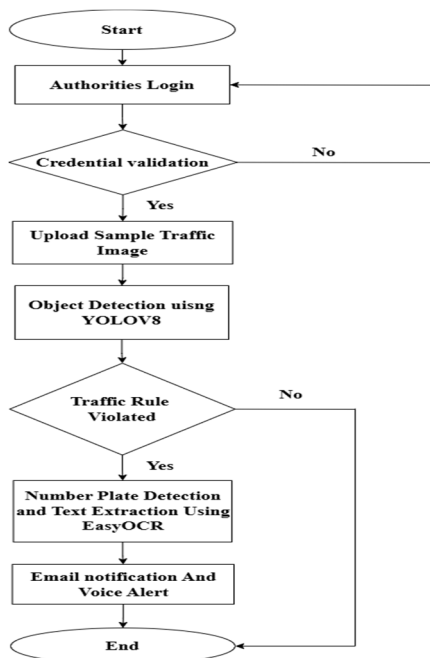 Start
Authorities Login
Credential validation
No
Yes
Upload Sample Traffic
Image
Object Detection uisng
YOLOV8
Traffic Rule
Violated
No
Yes
Number Plate Detection
and Text Extraction Using
EasyOCR
Email notification And
Voice Alert
End